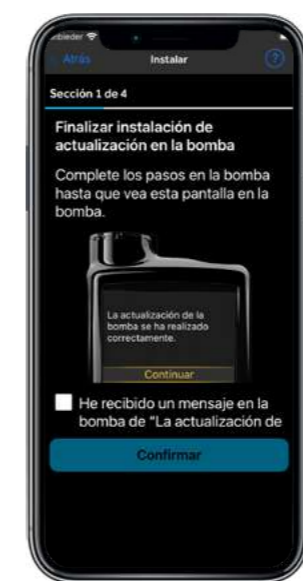 Atrás
Instalar
?
Sección 1 de 4
Finalizar instalación de
actualización en la bomba
Complete los pasos en la bomba
hasta que vea esta pantalla en la
bomba.
La actualización de la
bomba se ha realizado
correctamente.
Continuar
He recibido un mensaje en la
bomba de “La actualización de
Confirmar